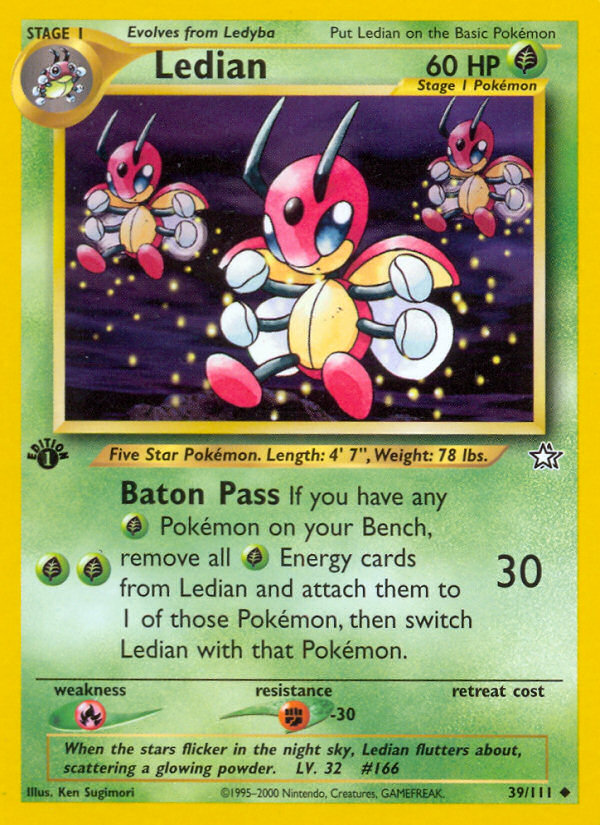 STAGE 1 Evolves from Ledyba Put Ledian on the Basic Pokémon
Ledian 60 HP
Stage 1 Pokémon
EDITION
1
Five Star Pokémon. Length: 4' 7", Weight: 78 lbs.
Baton Pass If you have any
Pokémon on your Bench,
remove all Energy cards
from Ledian and attach them to
1 of those Pokémon, then switch
Ledian with that Pokémon.
30
weakness resistance retreat cost
-30
When the stars flicker in the night sky, Ledian flutters about,
scattering a glowing powder. LV. 32 #166
Illus. Ken Sugimori ©1995-2000 Nintendo, Creatures, GAMEFREAK. 39/111